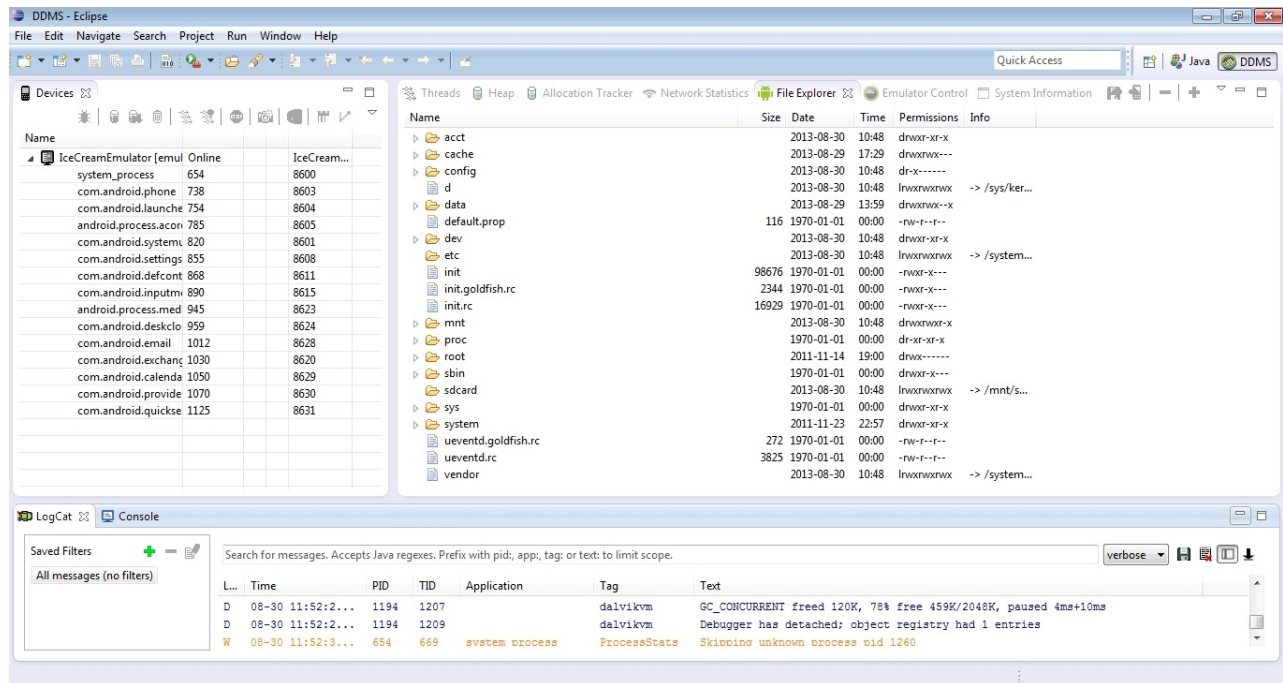 DDMS - Eclipse
File Edit Navigate Search Project Run Window Help
Quick Access Java DDMS
Devices
Name
IceCreamEmulator [emul Online IceCream...
system_process 654 8600
com.android.phone 738 8603
com.android.launche 754 8604
android.process.acor 785 8605
com.android.systemu 820 8601
com.android.settings 855 8608
com.android.defcont 868 8611
com.android.inputm 890 8615
android.process.med 945 8623
com.android.deskclo 959 8624
com.android.email 1012 8628
com.android.exchang 1030 8620
com.android.calenda 1050 8629
com.android.provide 1070 8630
com.android.quickse 1125 8631
Threads Heap Allocation Tracker Network Statistics File Explorer Emulator Control System Information
Name Size Date Time Permissions Info
acct 2013-08-30 10:48 drwxr-xr-x
cache 2013-08-29 17:29 drwxrwx---
config 2013-08-30 10:48 dr-x------
d 2013-08-30 10:48 lrwxrwxrwx -> /sys/ker...
data 2013-08-29 13:59 drwxrwx--x
default.prop 116 1970-01-01 00:00 -rw-r--r--
dev 2013-08-30 10:48 drwxr-xr-x
etc 2013-08-30 10:48 lrwxrwxrwx -> /system...
init 98676 1970-01-01 00:00 -rwxr-x---
init.goldfish.rc 2344 1970-01-01 00:00 -rwxr-x---
init.rc 16929 1970-01-01 00:00 -rwxr-x---
mnt 2013-08-30 10:48 drwxrwxr-x
proc 1970-01-01 00:00 dr-xr-xr-x
root 2011-11-14 19:00 drwx------
sbin 1970-01-01 00:00 drwxr-x---
sdcard 2013-08-30 10:48 lrwxrwxrwx -> /mnt/s...
sys 1970-01-01 00:00 drwxr-xr-x
system 2011-11-23 22:57 drwxr-xr-x
ueventd.goldfish.rc 272 1970-01-01 00:00 -rw-r--r--
ueventd.rc 3825 1970-01-01 00:00 -rw-r--r--
vendor 2013-08-30 10:48 lrwxrwxrwx -> /system...
LogCat Console
Saved Filters
All messages (no filters)
Search for messages. Accepts Java regexes. Prefix with pid:, app:, tag: or text: to limit scope. verbose
L... Time PID TID Application Tag Text
D 08-30 11:52:2... 1194 1207 dalvikvm GC_CONCURRENT freed 120K, 78% free 459K/2048K, paused 4ms+10ms
D 08-30 11:52:2... 1194 1209 dalvikvm Debugger has detached; object registry had 1 entries
W 08-30 11:52:3... 654 669 system_process ProcessStats Skipping unknown process pid 1260